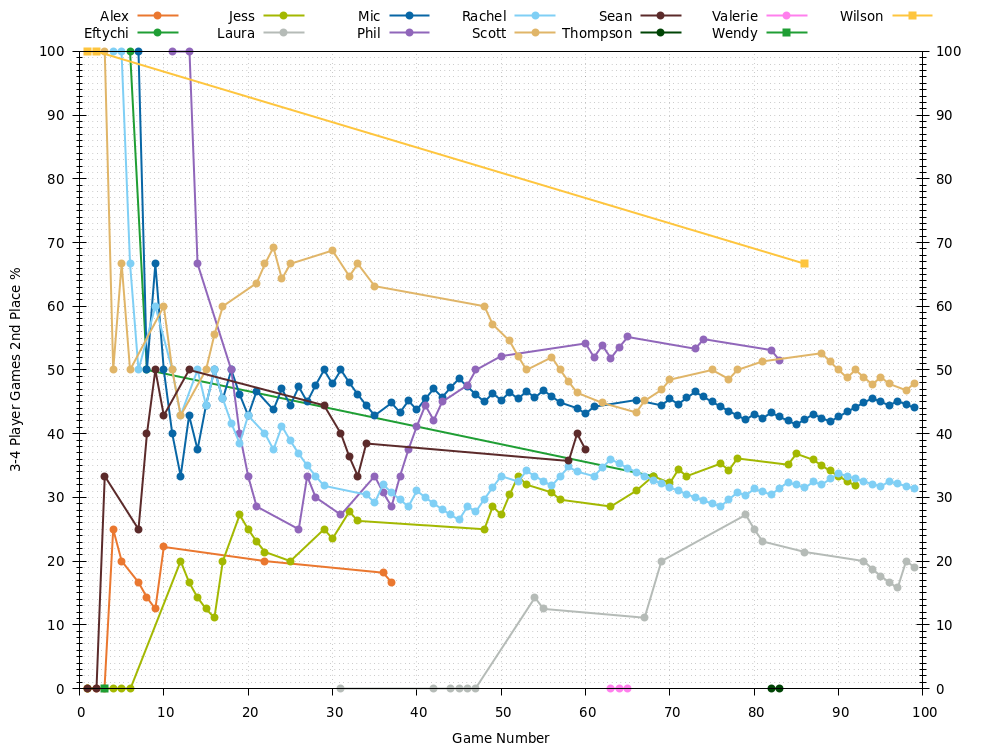 Alex Jess Mic Rachel Sean Valerie Wilson
Eftychi Laura Phil Scott Thompson Wendy
100 100
90 90
80 80
70 70
60 60
50 50
40 40
30 30
20 20
10 10
0 0
0 10 20 30 40 50 60 70 80 90 100
3-4 Player Games 2nd Place %
Game Number